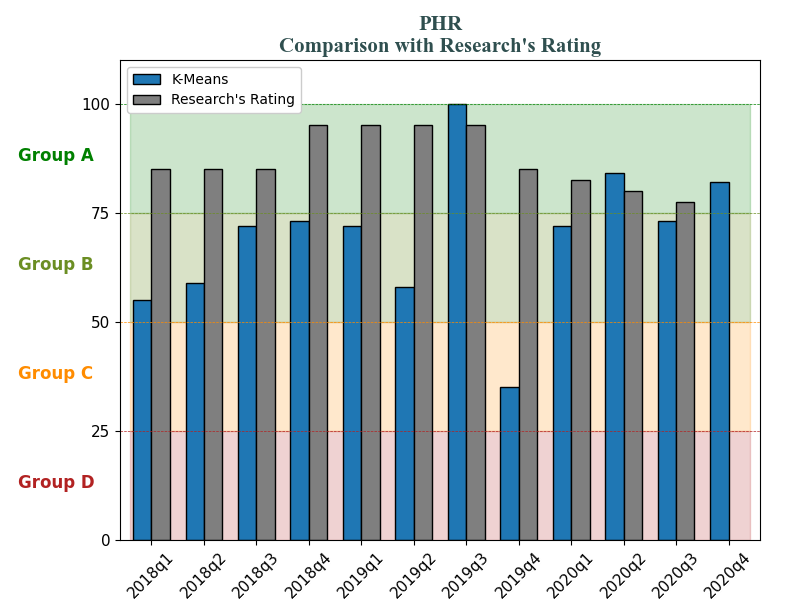 PHR
Comparison with Research's Rating
K-Means
Research's Rating
100
Group A
75
Group B
50
Group C
25
Group D
0
2018q1
2018q2
2018q3
2018q4
2019q1
2019q2
2019q3
2019q4
2020q1
2020q2
2020q3
2020q4